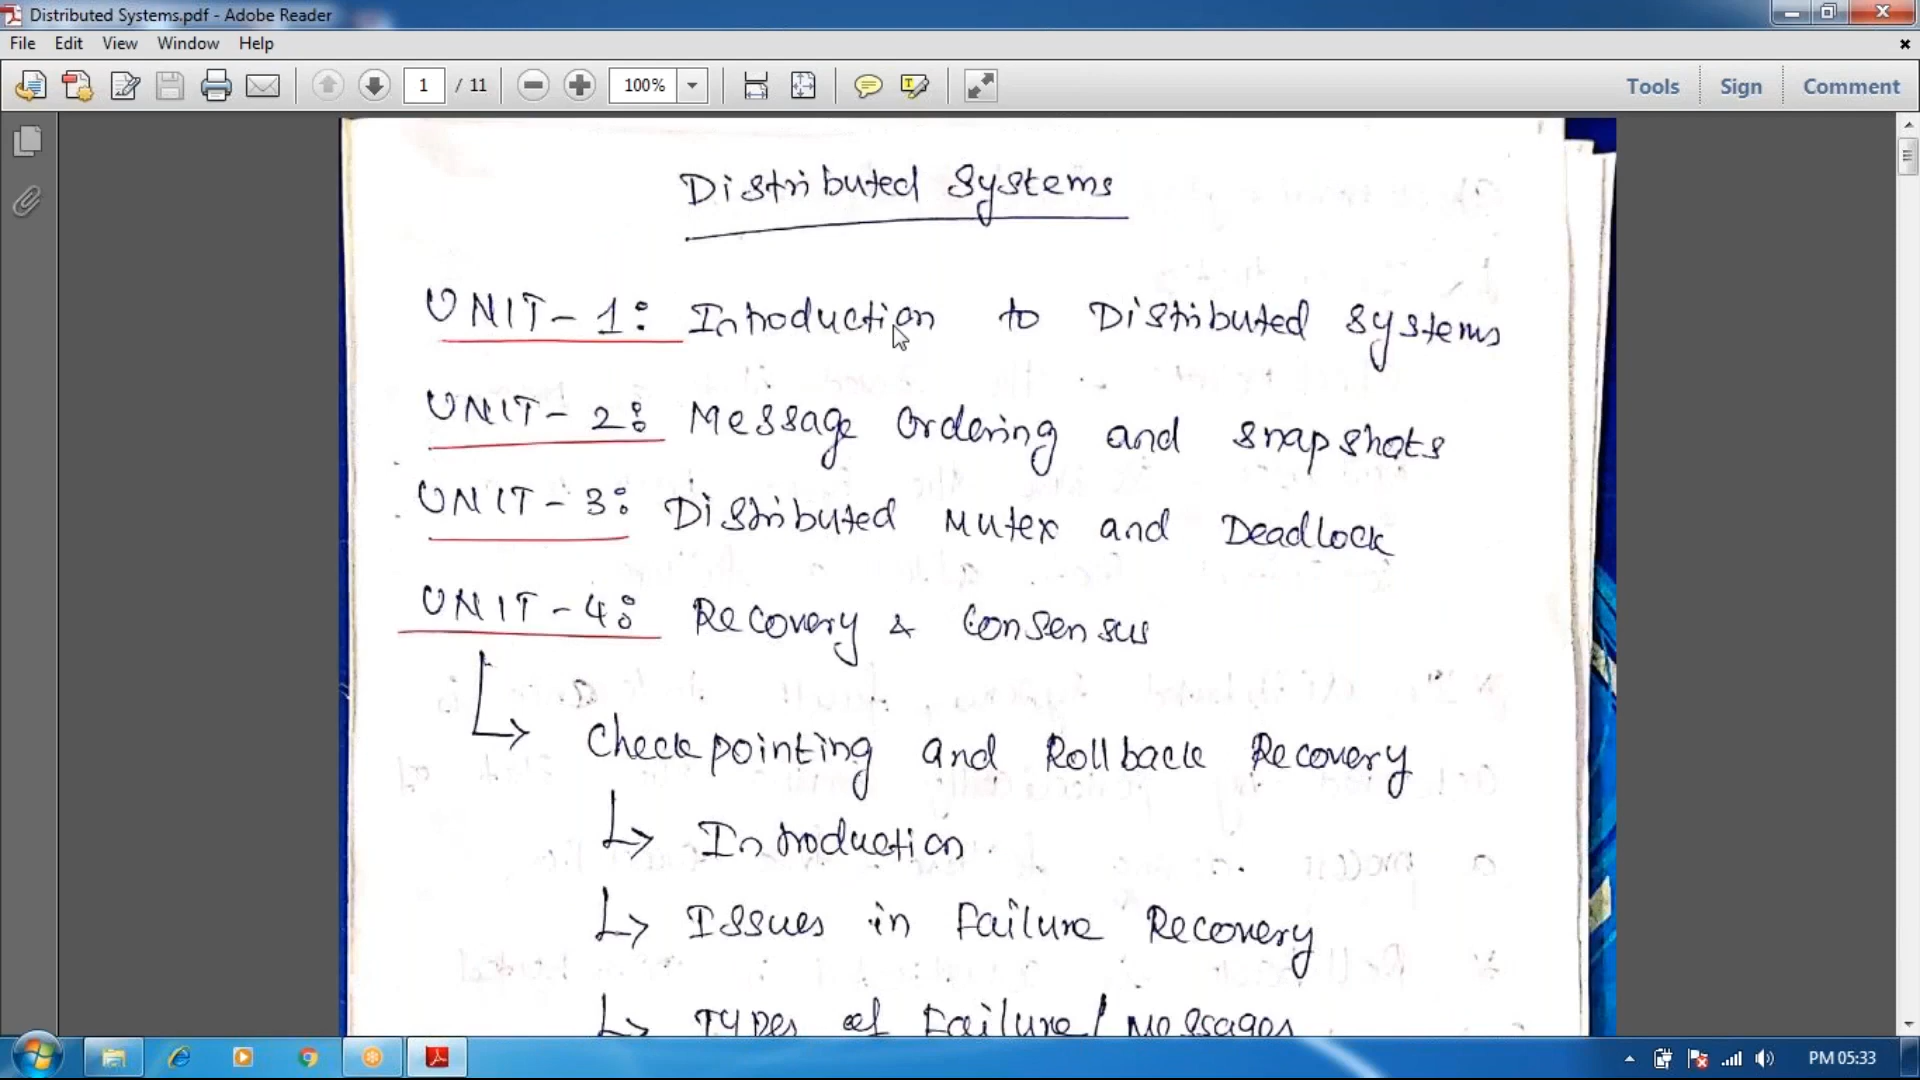 Distributed Systems.pdf - Adobe Reader
File Edit View Window Help
1 / 11 100% Tools Sign Comment
Distributed Systems
UNIT-1: Introduction to Distributed Systems
UNIT-2: Message Ordering and Snapshots
UNIT-3: Distributed Mutex and Deadlock
UNIT-4: Recovery & Consensus
Checkpointing and Rollback Recovery
Introduction
Issues in Failure Recovery
Types of Failure/Messages
PM 05:33